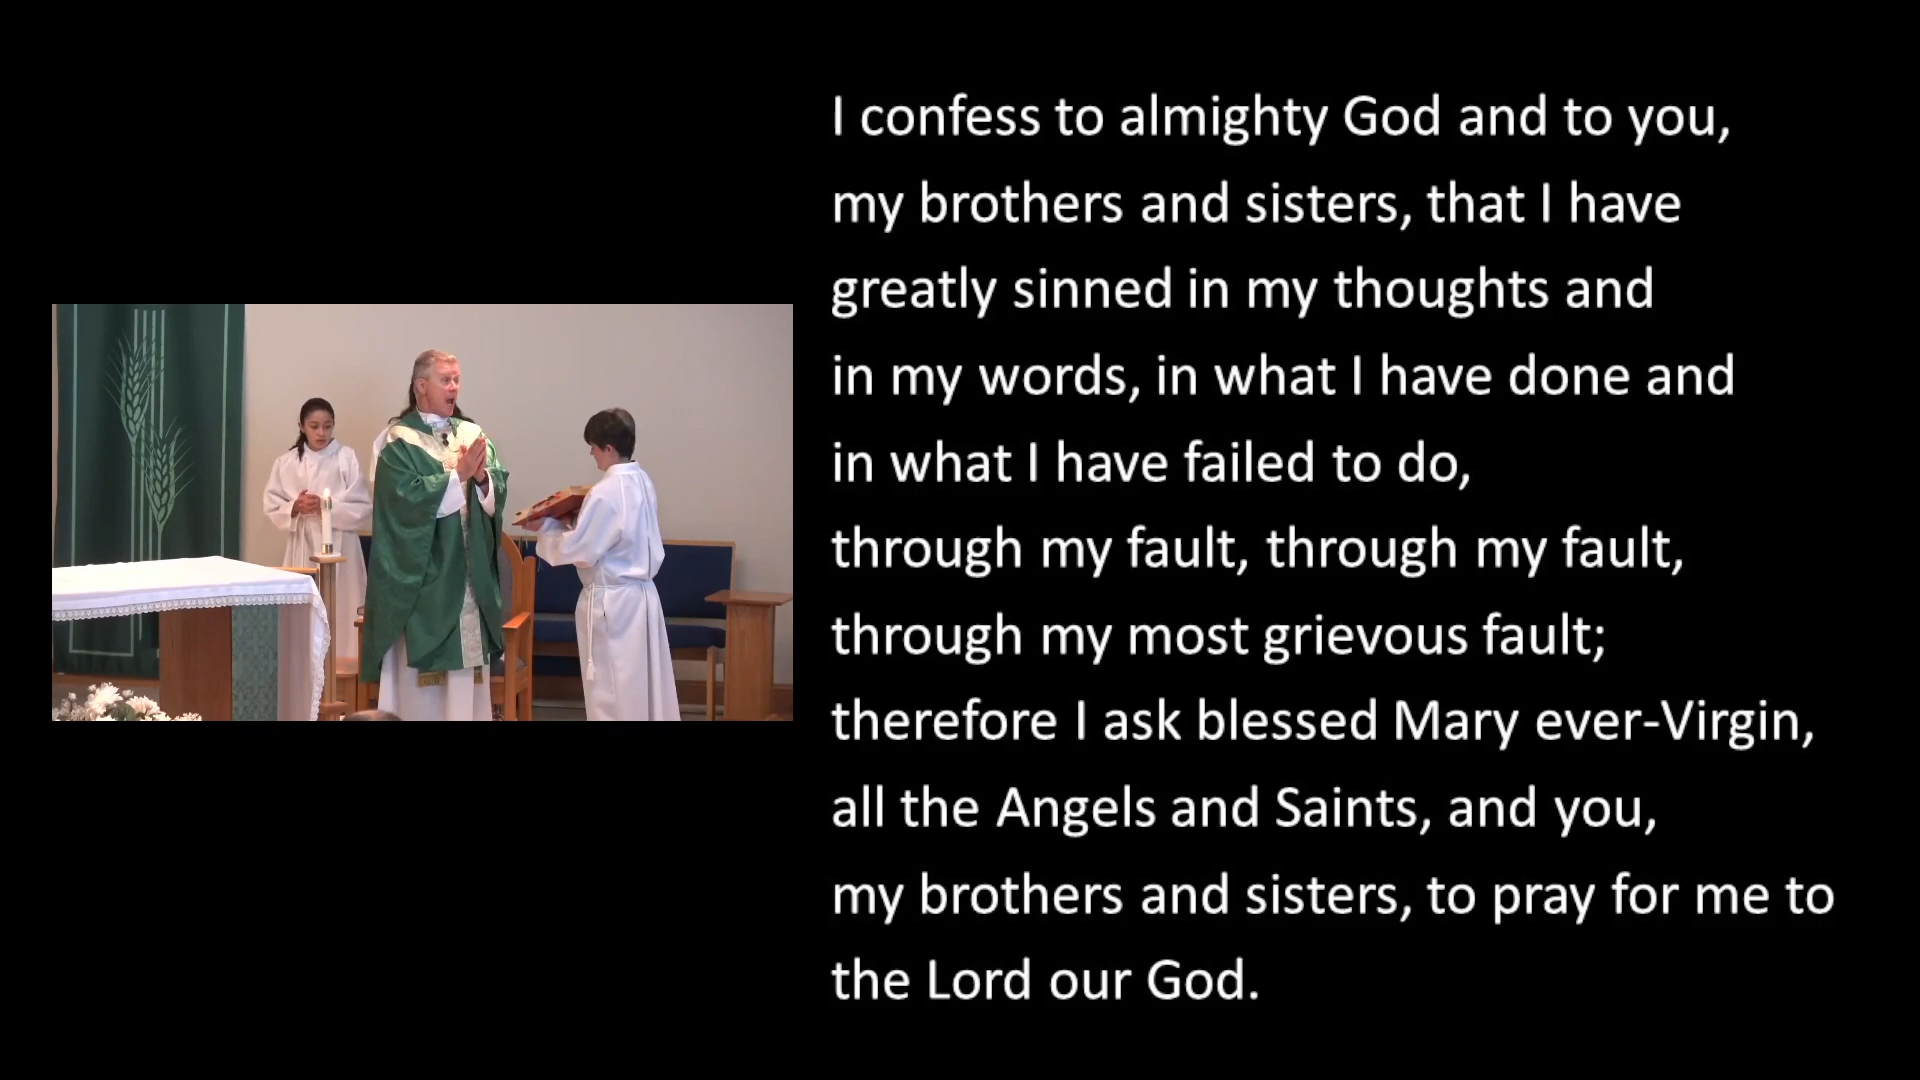 I confess to almighty God and to you,
my brothers and sisters, that I have
greatly sinned in my thoughts and
in my words, in what I have done and
in what I have failed to do,
through my fault, through my fault,
through my most grievous fault;
therefore I ask blessed Mary ever-Virgin,
all the Angels and Saints, and you,
my brothers and sisters, to pray for me to
the Lord our God.